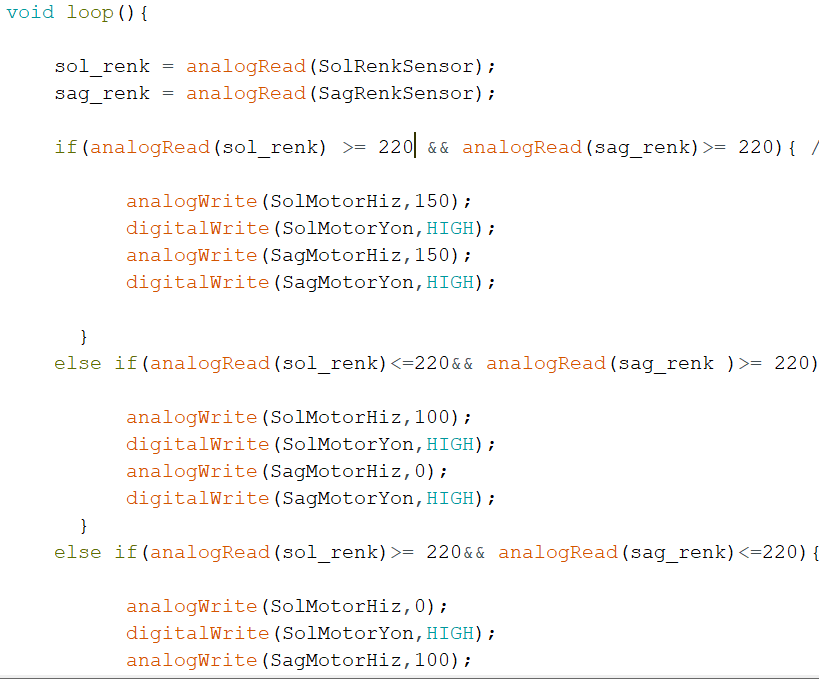 void loop(){
sol_renk = analogRead(SolRenkSensor);
sag_renk = analogRead(SagRenkSensor);
if(analogRead(sol_renk) >= 220 && analogRead(sag_renk)>= 220){ /
analogWrite(SolMotorHiz,150);
digitalWrite(SolMotorYon,HIGH);
analogWrite(SagMotorHiz,150);
digitalWrite(SagMotorYon,HIGH);
}
else if(analogRead(sol_renk)<=220&& analogRead(sag_renk )>= 220)
analogWrite(SolMotorHiz,100);
digitalWrite(SolMotorYon,HIGH);
analogWrite(SagMotorHiz,0);
digitalWrite(SagMotorYon,HIGH);
}
else if(analogRead(sol_renk)>= 220&& analogRead(sag_renk)<=220){
analogWrite(SolMotorHiz,0);
digitalWrite(SolMotorYon,HIGH);
analogWrite(SagMotorHiz,100);